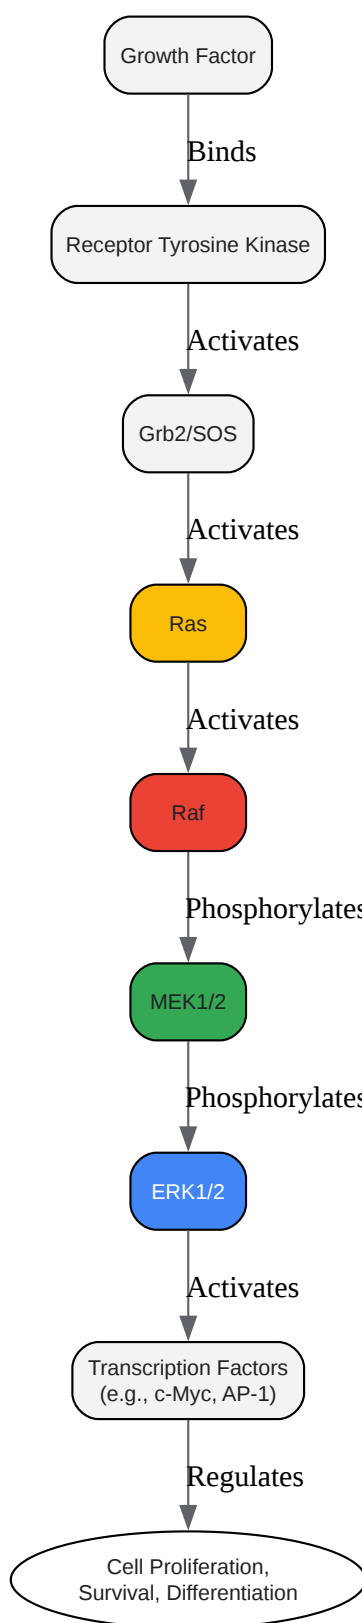 Growth Factor
Binds
Receptor Tyrosine Kinase
Activates
Grb2/SOS
Activates
Ras
Activates
Raf
Phosphorylates
MEK1/2
Phosphorylates
ERK1/2
Activates
Transcription Factors
(e.g., c-Myc, AP-1)
Regulates
Cell Proliferation,
Survival, Differentiation